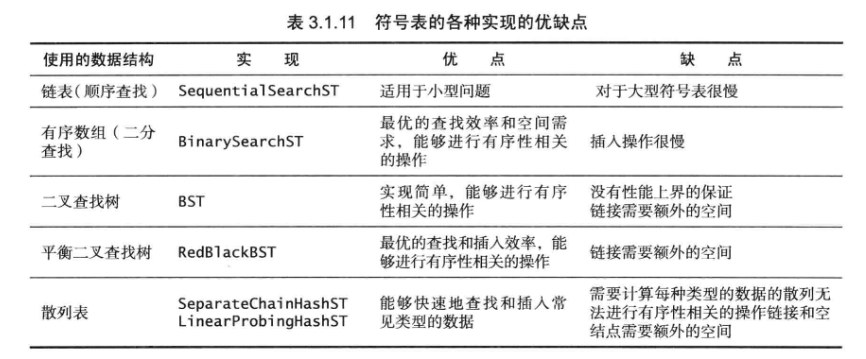 表 3.1.11 符号表的各种实现的优缺点
使用的数据结构 实 现 优 点 缺 点
链表(顺序查找) SequentialSearchST 适用于小型问题 对于大型符号表很慢
有序数组(二分
查找)
BinarySearchST
最优的查找效率和空间需
求,能够进行有序性相关
的操作
插入操作很慢
二叉查找树
BST
实现简单,能够进行有序
性相关的操作
没有性能上界的保证
链接需要额外的空间
平衡二叉查找树
RedBlackBST
最优的查找和插入效率,能
够进行有序性相关的操作
链接需要额外的空间
散列表
SeparateChainHashST
LinearProbingHashST
能够快速地查找和插入常
见类型的数据
需要计算每种类型的数据的散列无
法进行有序性相关的操作链接和空
结点需要额外的空间